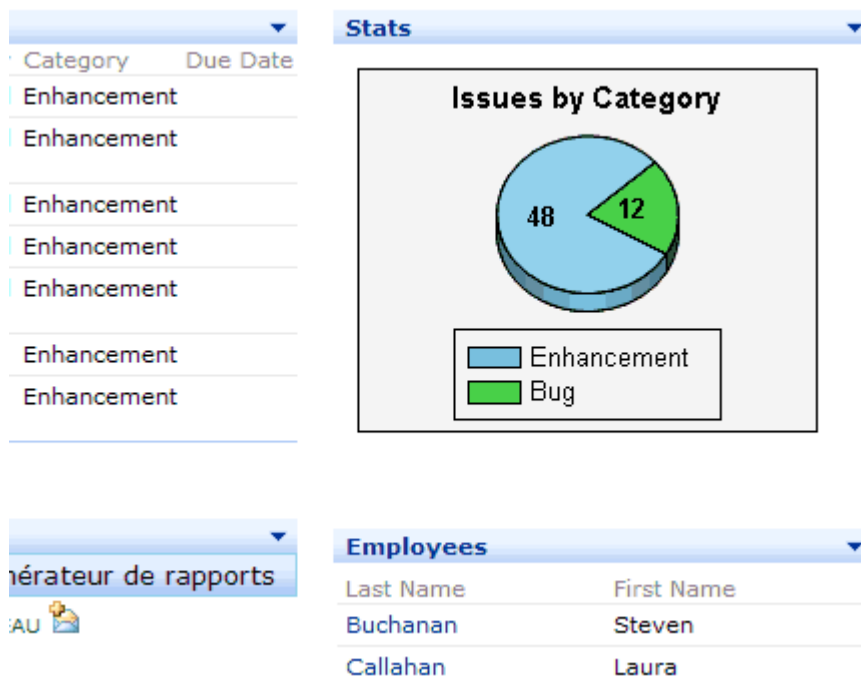 Category Due Date
Enhancement
Enhancement
Enhancement
Enhancement
Enhancement
Enhancement
Enhancement
Stats
Issues by Category
48
12
Enhancement
Bug
nérateur de rapports
EAU
Employees
Last Name First Name
Buchanan Steven
Callahan Laura